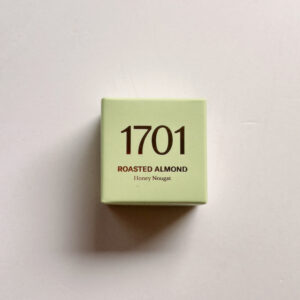 1701
ROASTED ALMOND
Honey Nougat